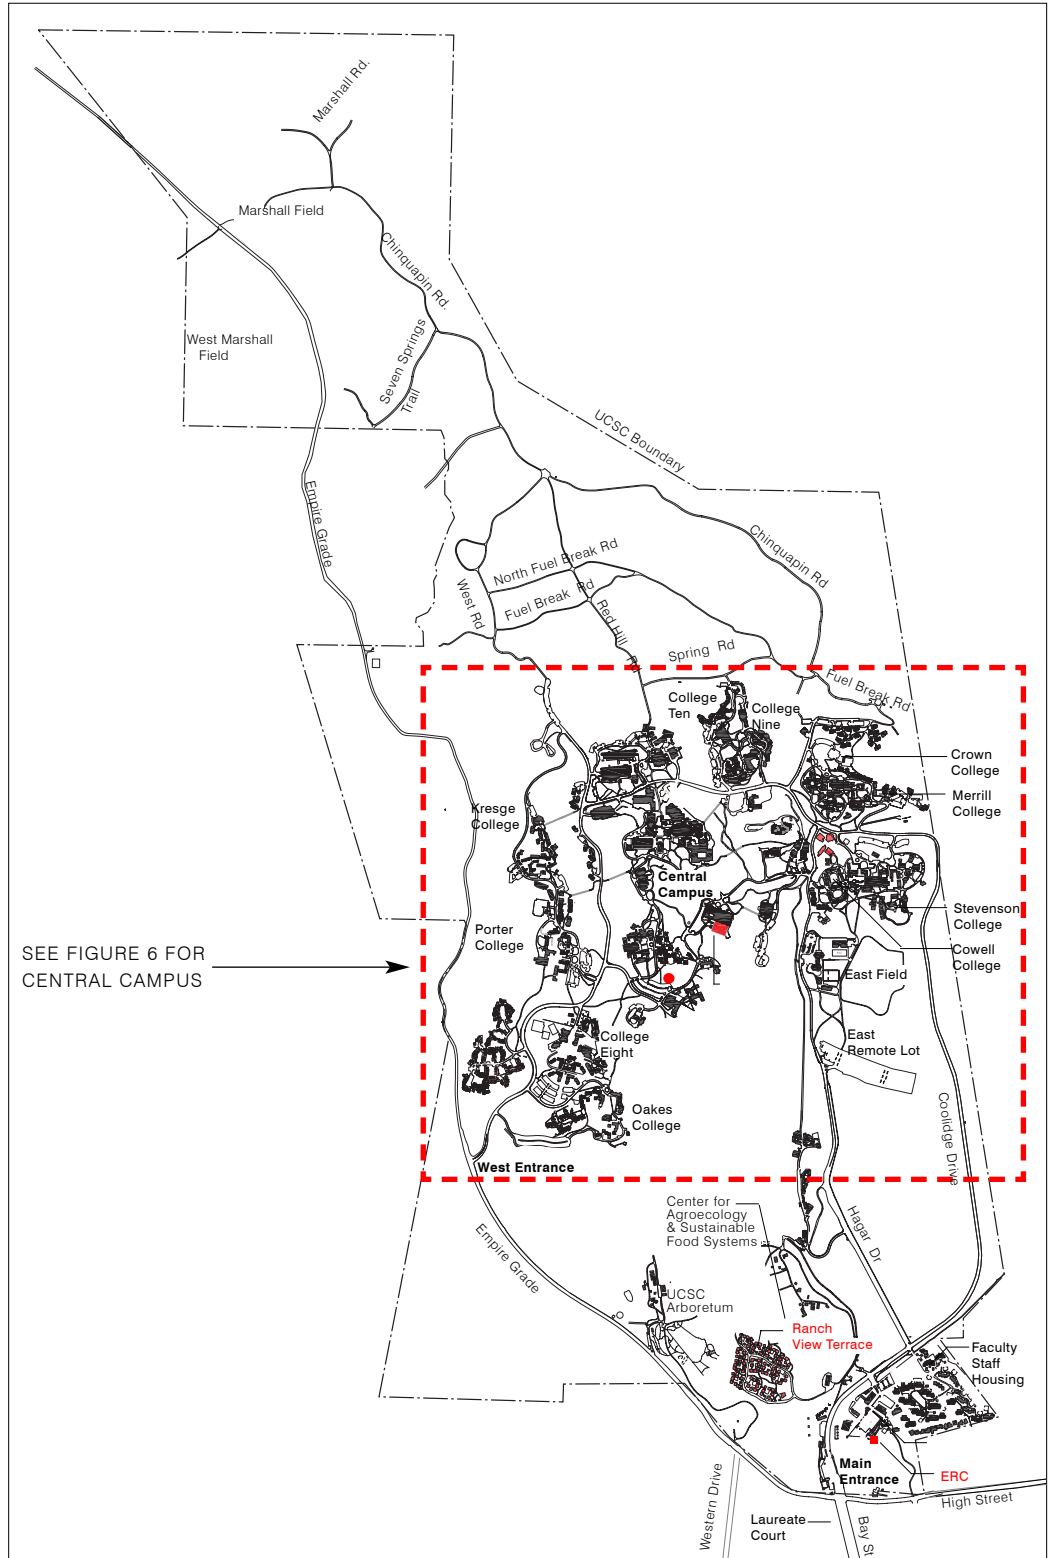 Marshall Rd.
Marshall Field
Chinquapin Rd.
West Marshall
Field
Seven Springs
Trail
UCSC Boundary
Empire Grade
Chinquapin Rd
North Fuel Break Rd
West Rd
Fuel Break Rd
Red Hill Rd
Spring Rd
Fuel Break Rd
College
Ten
College
Nine
Crown
College
Merrill
College
Kresge
College
Central
Campus
Stevenson
College
Porter
College
Cowell
College
SEE FIGURE 6 FOR
CENTRAL CAMPUS
East Field
College
Eight
East
Remote Lot
Oakes
College
Coolidge Drive
West Entrance
Center for
Agroecology
& Sustainable
Food Systems
Hagar Dr
Empire Grade
UCSC
Arboretum
Ranch
View Terrace
Faculty
Staff
Housing
Main
Entrance
ERC
High Street
Western Drive
Laureate
Court
Bay St